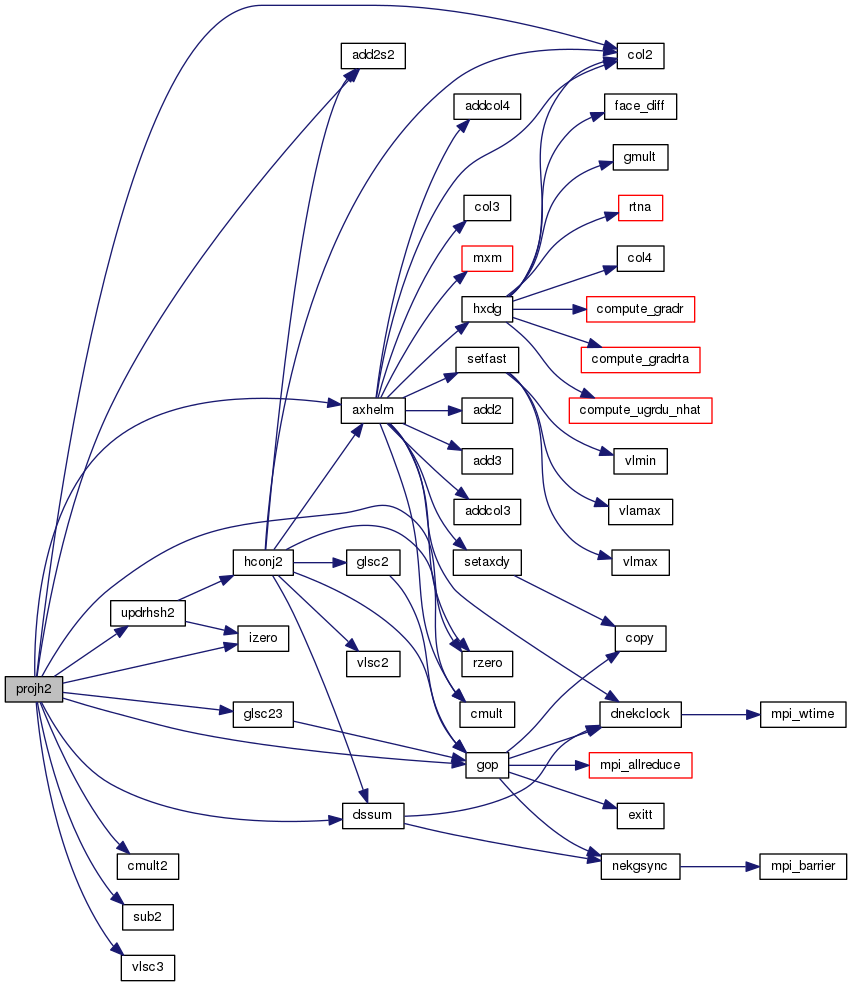 add2s2
col2
addcol4
face_diff
gmult
col3
rtna
mxm
col4
hxdg
compute_gradr
setfast
compute_gradrta
axhelm
add2
compute_ugrdu_nhat
add3
vlmin
addcol3
vlamax
hconj2
glsc2
setaxdy
vlmax
updrhsh2
izero
copy
vlsc2
rzero
projh2
glsc23
cmult
dnekclock
mpi_wtime
gop
mpi_allreduce
dssum
exitt
cmult2
nekgsync
mpi_barrier
sub2
vlsc3